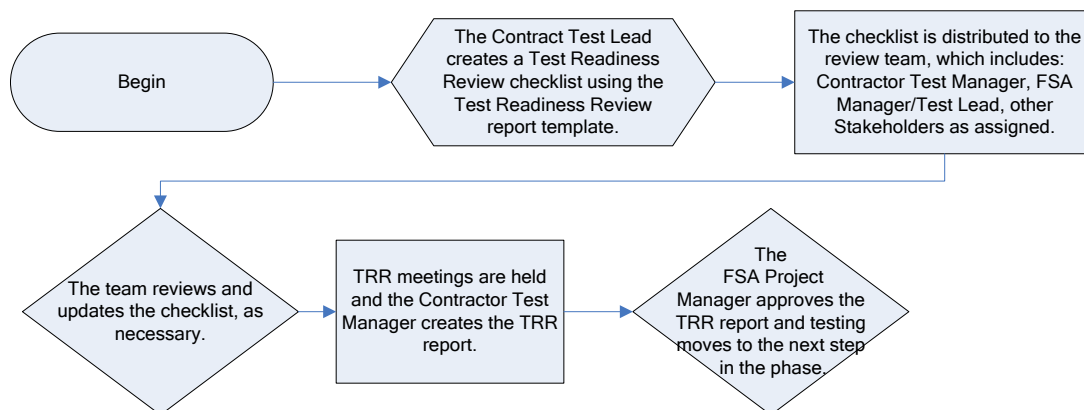 Begin
The Contract Test Lead
creates a Test Readiness
Review checklist using the
Test Readiness Review
report template.
The checklist is distributed to the
review team, which includes:
Contractor Test Manager, FSA
Manager/Test Lead, other
Stakeholders as assigned.
The team reviews and
updates the checklist, as
necessary.
TRR meetings are held
and the Contractor Test
Manager creates the TRR
report.
The
FSA Project
Manager approves the
TRR report and testing
moves to the next step
in the phase.